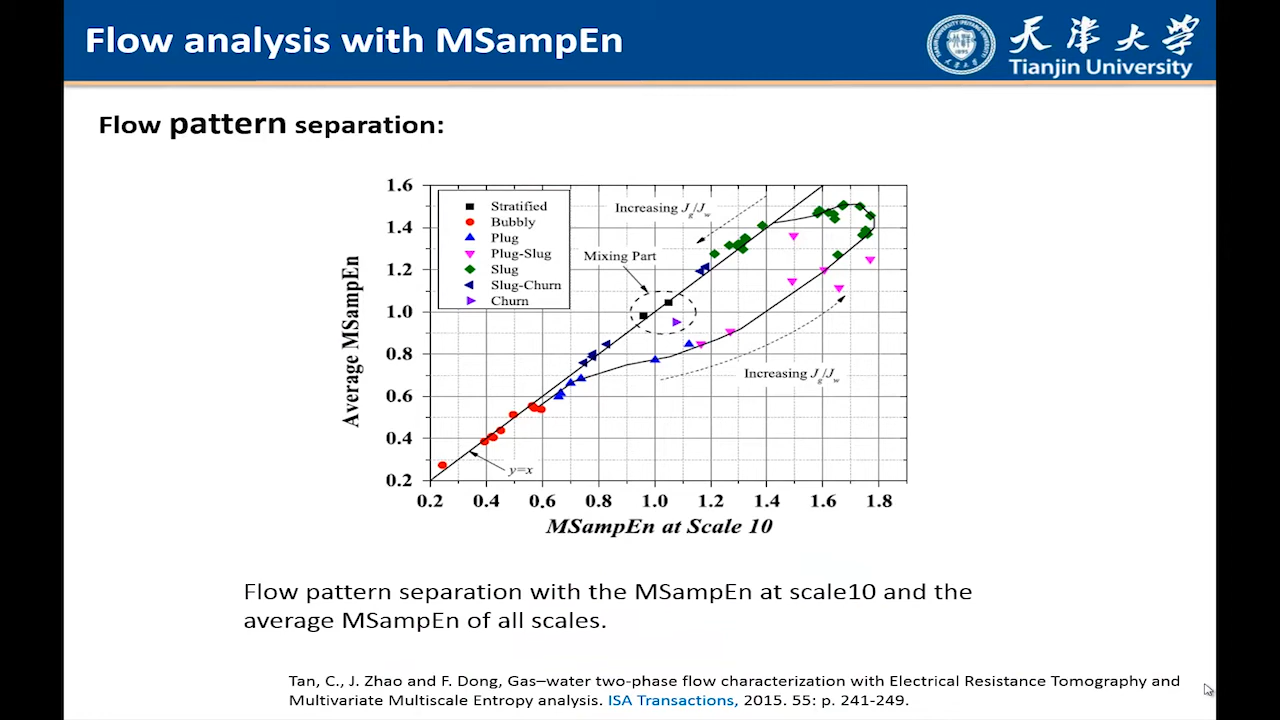 Flow analysis with MSampEn
天津大学
Tianjin University
Flow pattern separation:
1.6
1.4
1.2
1.0
0.8
0.6
0.4
0.2
Average MSampEn
Stratified
Bubbly
Plug
Plug-Slug
Slug
Slug-Churn
Churn
Increasing Jg/Jw
Mixing Part
Increasing Jg/Jw
y=x
0.2 0.4 0.6 0.8 1.0 1.2 1.4 1.6 1.8
MSampEn at Scale 10
Flow pattern separation with the MSampEn at scale10 and the
average MSampEn of all scales.
Tan, C., J. Zhao and F. Dong, Gas–water two-phase flow characterization with Electrical Resistance Tomography and
Multivariate Multiscale Entropy analysis. ISA Transactions, 2015. 55: p. 241-249.